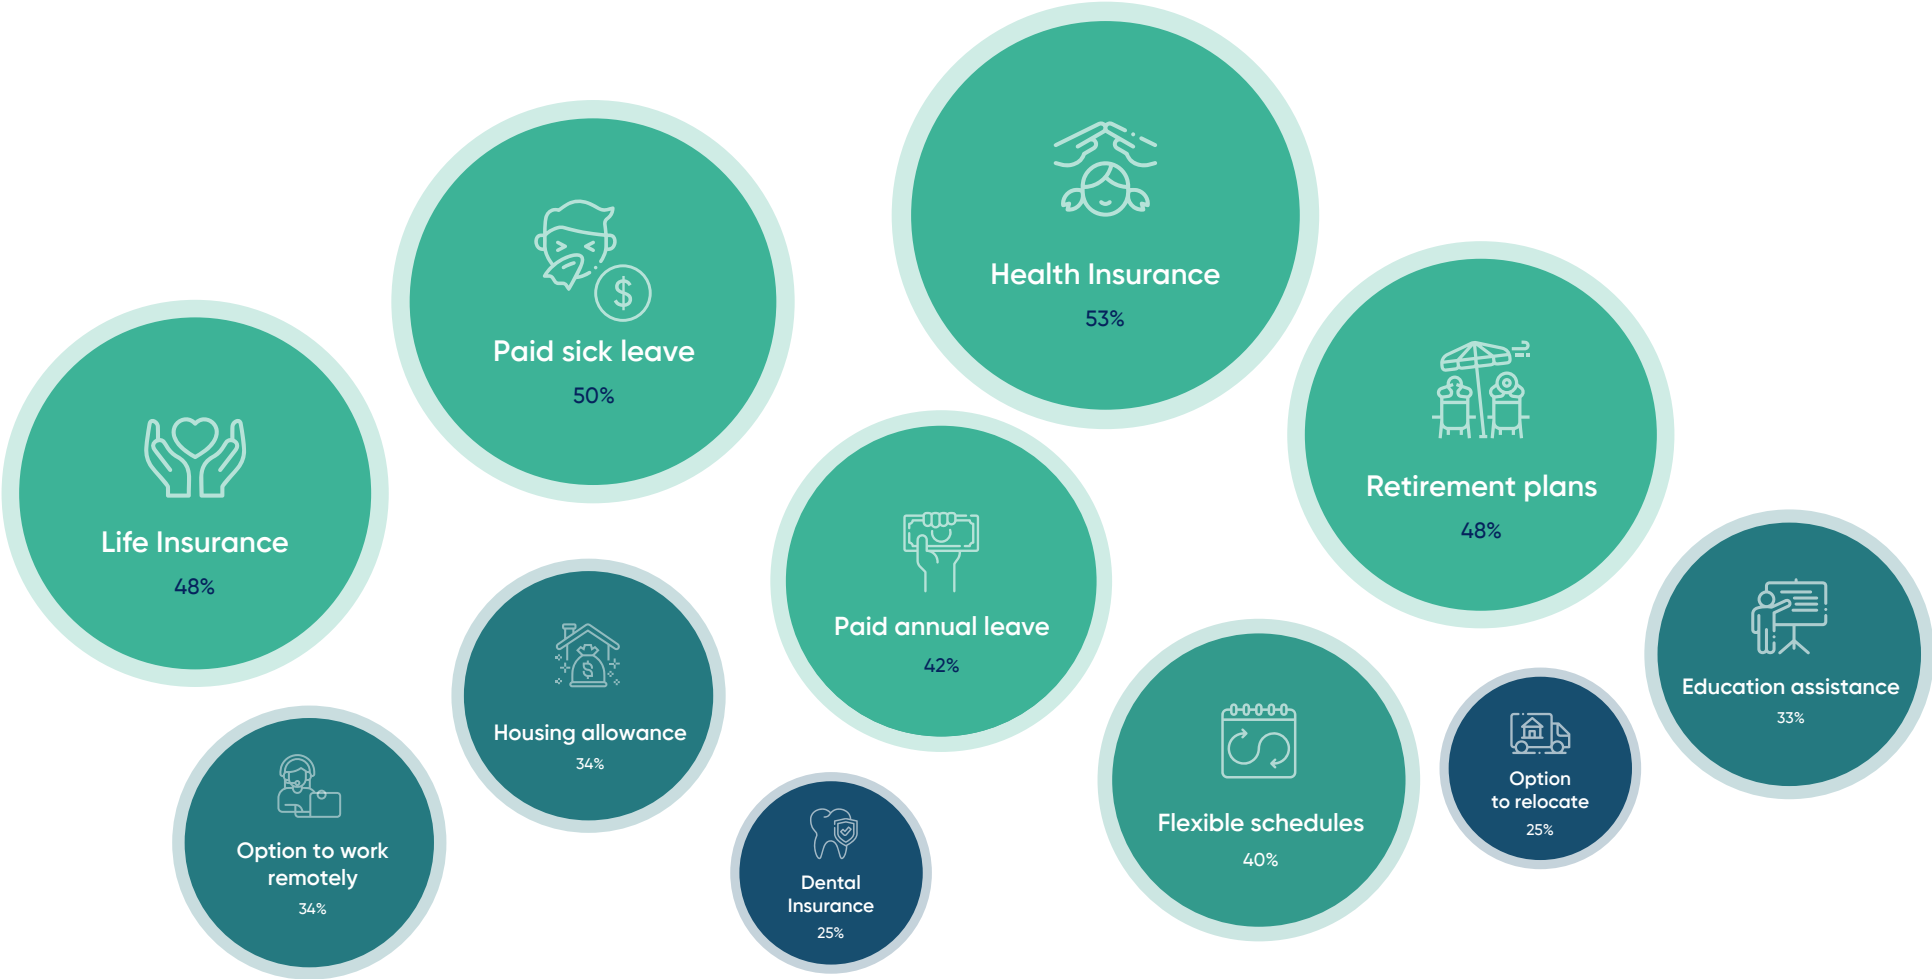 Health Insurance
53%
Paid sick leave
50%
Retirement plans
48%
Life Insurance
48%
Paid annual leave
42%
Education assistance
33%
Housing allowance
34%
Option
to relocate
25%
Flexible schedules
40%
Option to work
remotely
34%
Dental
Insurance
25%